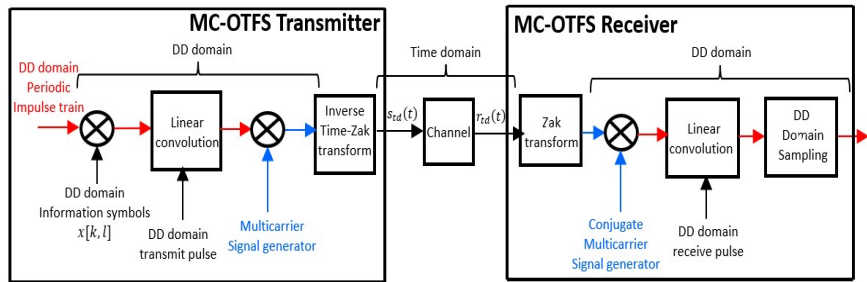 MC-OTFS Transmitter
MC-OTFS Receiver
DD domain
Time domain
DD domain
DD domain
Periodic
Impulse train
Linear
convolution
Inverse
Time-Zak
transform
s_td(t)
Channel
r_td(t)
Zak
transform
Linear
convolution
DD
Domain
Sampling
DD domain
Information symbols
x[k, l]
DD domain
transmit pulse
Multicarrier
Signal generator
Conjugate
Multicarrier
Signal generator
DD domain
receive pulse